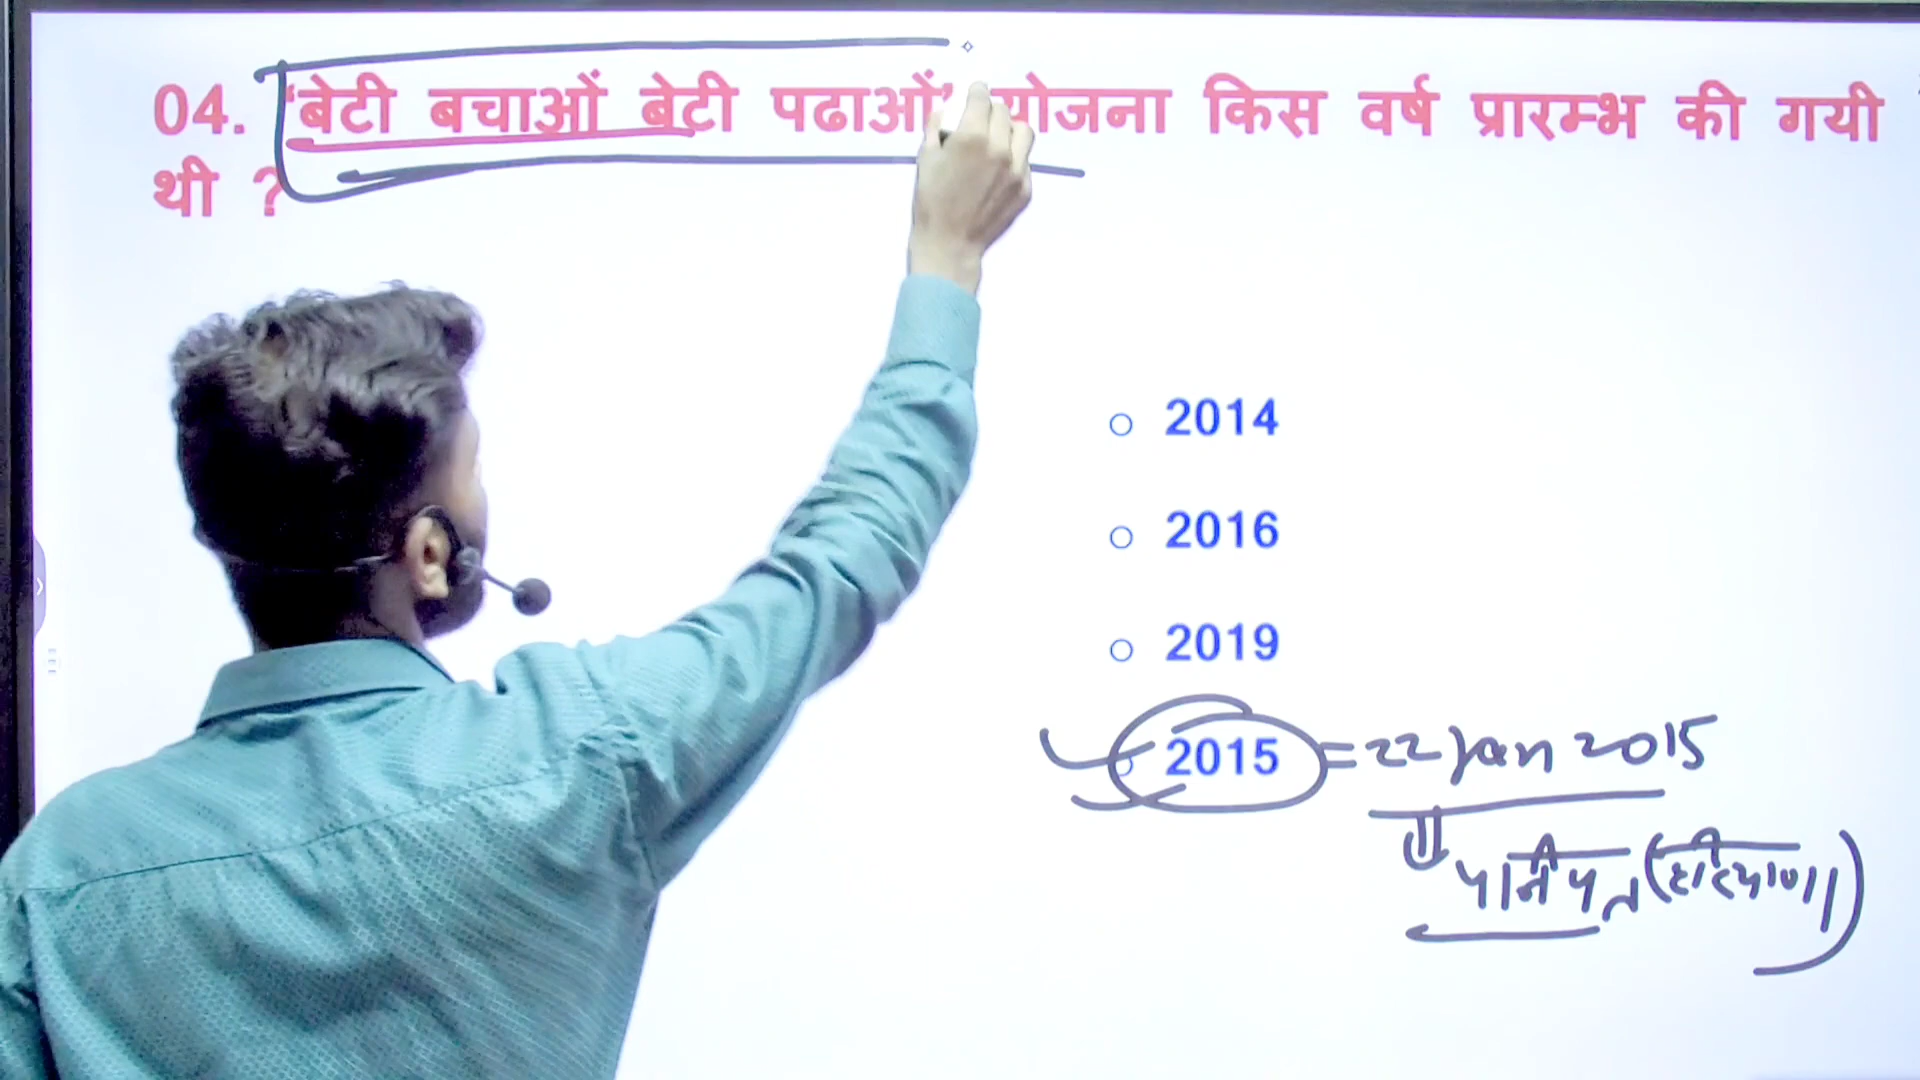 04. 'बेटी बचाओं बेटी पढाओं' योजना किस वर्ष प्रारम्भ की गयी
थी ?
2014
2016
2019
2015 = 22 Jan 2015
पानिपत (हरियाणा)